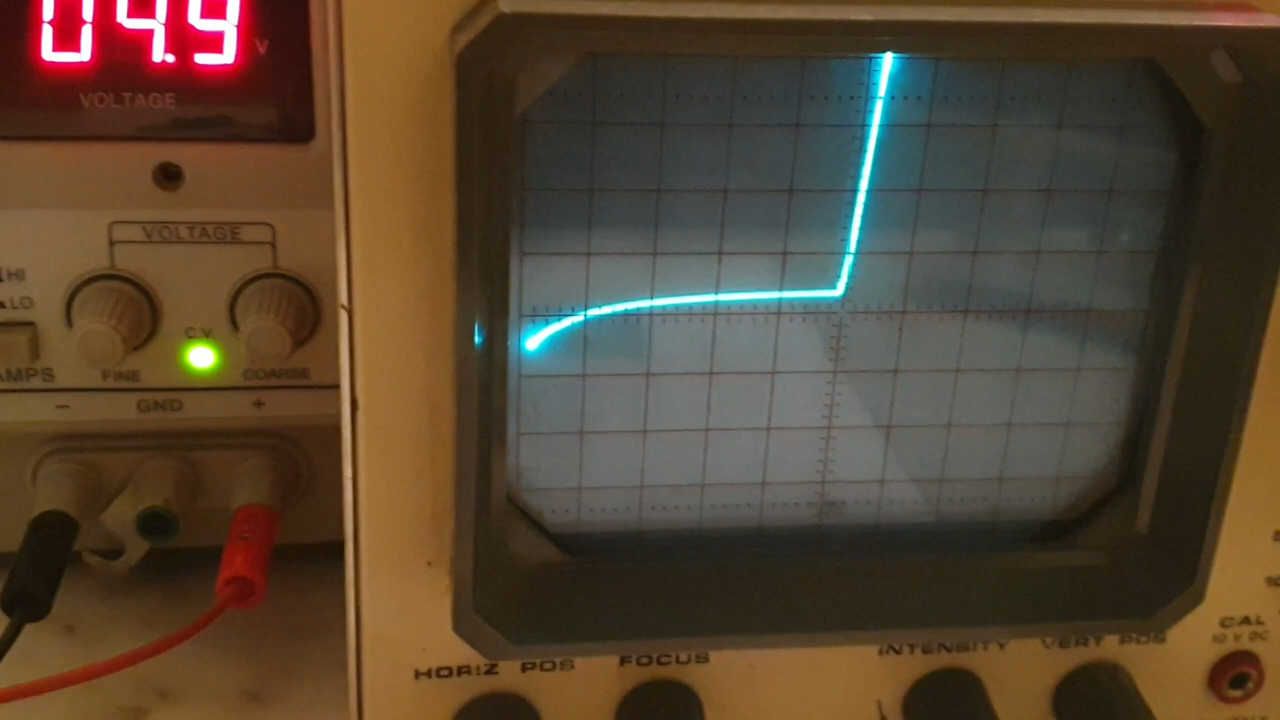 04.9 V
VOLTAGE
VOLTAGE
HI
LO
C.V
AMPS
FINE
COARSE
− GND +
HORIZ POS
FOCUS
INTENSITY
VERT POS
CAL
10 V DC